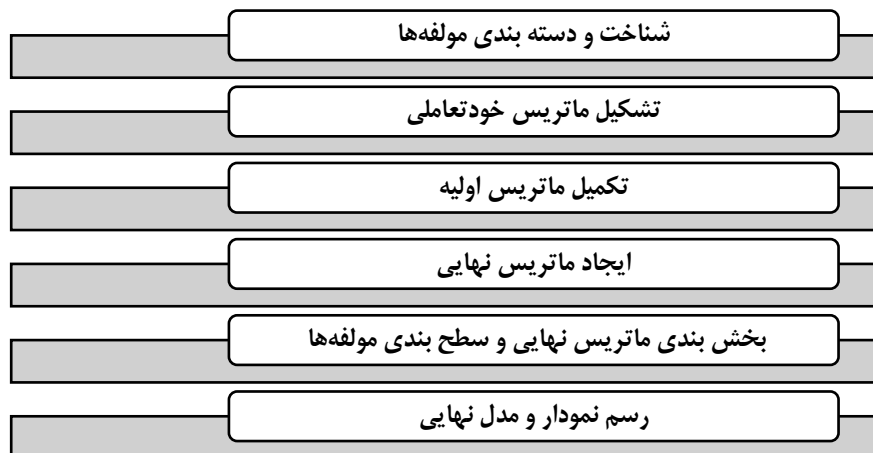 شناخت و دسته بندی مولفه‌ها
تشکیل ماتریس خودتعاملی
تکمیل ماتریس اولیه
ایجاد ماتریس نهایی
بخش بندی ماتریس نهایی و سطح بندی مولفه‌ها
رسم نمودار و مدل نهایی